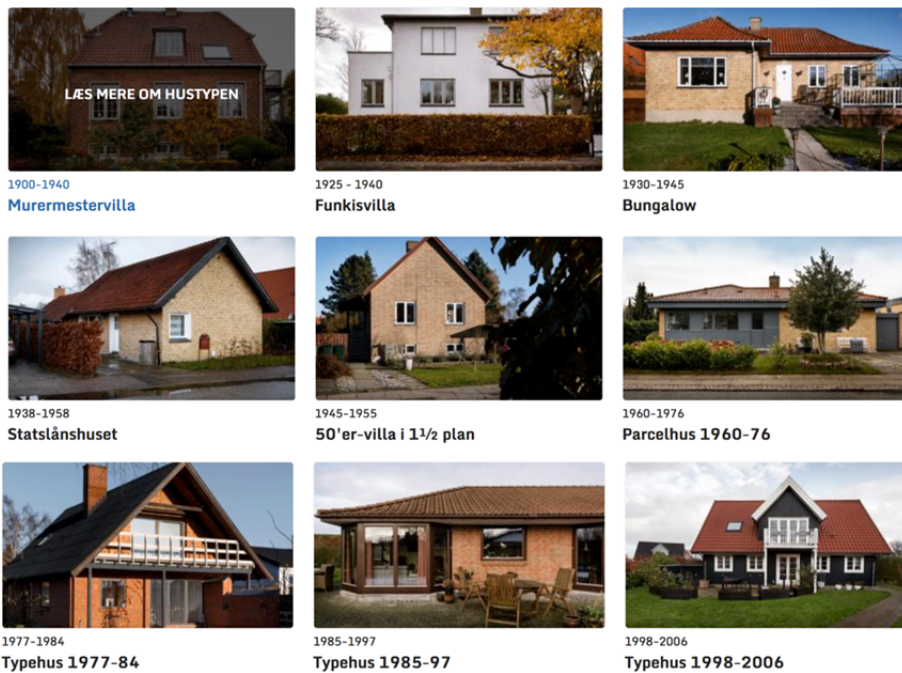 LÆS MERE OM HUSTYPEN
1900-1940
Murermestervilla
1925 - 1940
Funkisvilla
1930-1945
Bungalow
1938-1958
Statslånshuset
1945-1955
50'er-villa i 1½ plan
1960-1976
Parcelhus 1960-76
1977-1984
Typehus 1977-84
1985-1997
Typehus 1985-97
1998-2006
Typehus 1998-2006